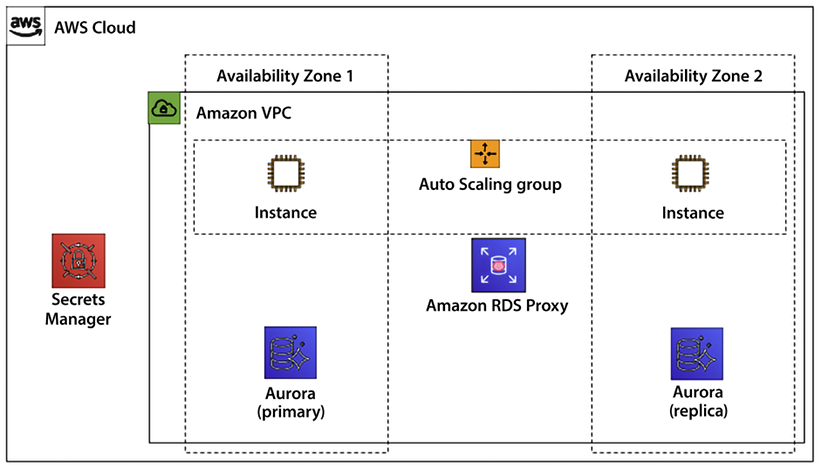 aws
AWS Cloud
Availability Zone 1
Availability Zone 2
Amazon VPC
Auto Scaling group
Instance
Instance
Secrets
Manager
Amazon RDS Proxy
Aurora
(primary)
Aurora
(replica)